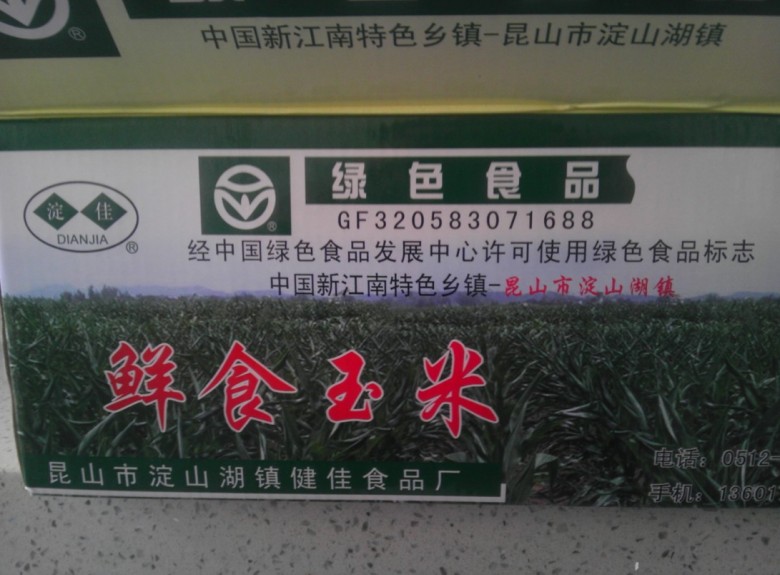 中国新江南特色乡镇-昆山市淀山湖镇
绿色食品
淀佳
DIANJIA
GF320583071688
经中国绿色食品发展中心许可使用绿色食品标志
中国新江南特色乡镇-昆山市淀山湖镇
鲜食玉米
昆山市淀山湖镇健佳食品厂
电话：0512-
手机：13601